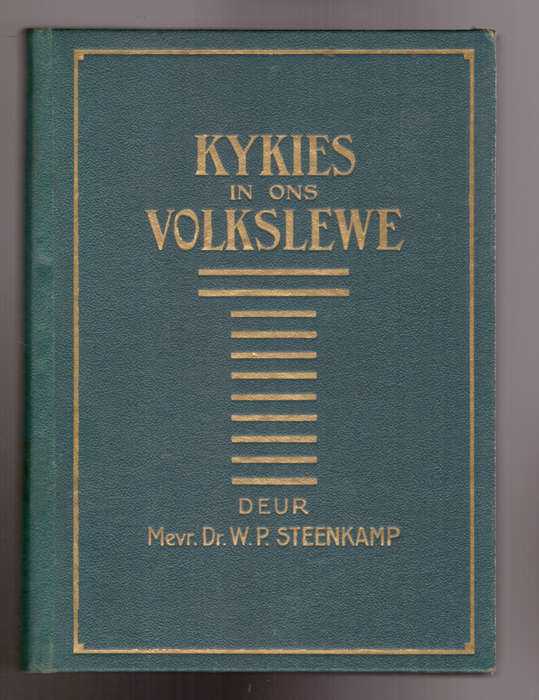 KYKIES
IN ONS
VOLKSLEWE
DEUR
Mevr. Dr. W. P. STEENKAMP